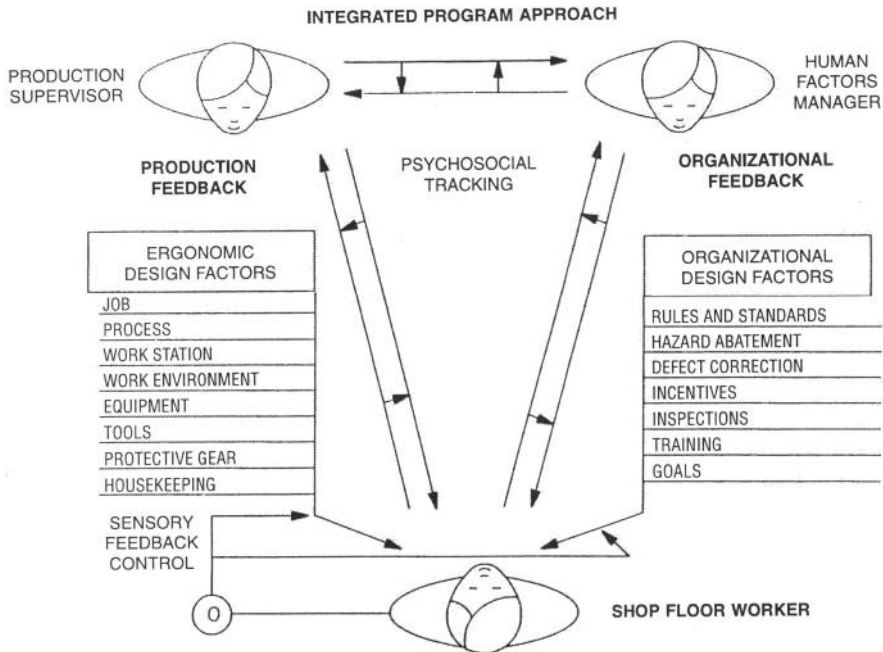 INTEGRATED PROGRAM APPROACH
PRODUCTION
SUPERVISOR
HUMAN
FACTORS
MANAGER
PRODUCTION
FEEDBACK
PSYCHOSOCIAL
TRACKING
ORGANIZATIONAL
FEEDBACK
ERGONOMIC
DESIGN FACTORS
JOB
PROCESS
WORK STATION
WORK ENVIRONMENT
EQUIPMENT
TOOLS
PROTECTIVE GEAR
HOUSEKEEPING
ORGANIZATIONAL
DESIGN FACTORS
RULES AND STANDARDS
HAZARD ABATEMENT
DEFECT CORRECTION
INCENTIVES
INSPECTIONS
TRAINING
GOALS
SENSORY
FEEDBACK
CONTROL
O
SHOP FLOOR WORKER